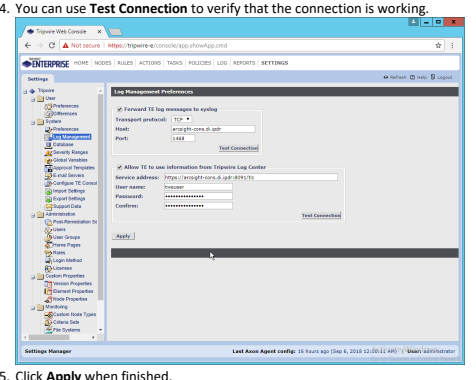 4. You can use Test Connection to verify that the connection is working.
Tripwire Web Console
Not secure | https://tripwire-e/console/app.showApp.cmd
ENTERPRISE HOME NODES RULES ACTIONS TASKS POLICIES LOG REPORTS SETTINGS
Settings
Refresh Help Logout
Tripwire
User
Preferences
Differences
System
Preferences
Log Management
Database
Severity Ranges
Global Variables
Approval Templates
E-mail Servers
Configure TE Consol
Import Settings
Export Settings
Support Data
Administration
Post-Remediation Se
Users
User Groups
Home Pages
Roles
Login Method
Licenses
Custom Properties
Version Properties
Element Properties
Node Properties
Monitoring
Custom Node Types
Criteria Sets
File Systems
Log Management Preferences
Forward TE log messages to syslog
Transport protocol: TCP
Host: arcsight-cons.di.ipdr
Port: 1468
Test Connection
Allow TE to use information from Tripwire Log Center
Service address: https://arcsight-cons.di.ipdr:8091/tlc
User name: tweuser
Password: ***************
Confirm: ***************
Test Connection
Apply
Settings Manager
Last Axon Agent config: 16 hours ago (Sep 6, 2018 12:00:11 AM) User: administrator
5. Click Apply when finished.